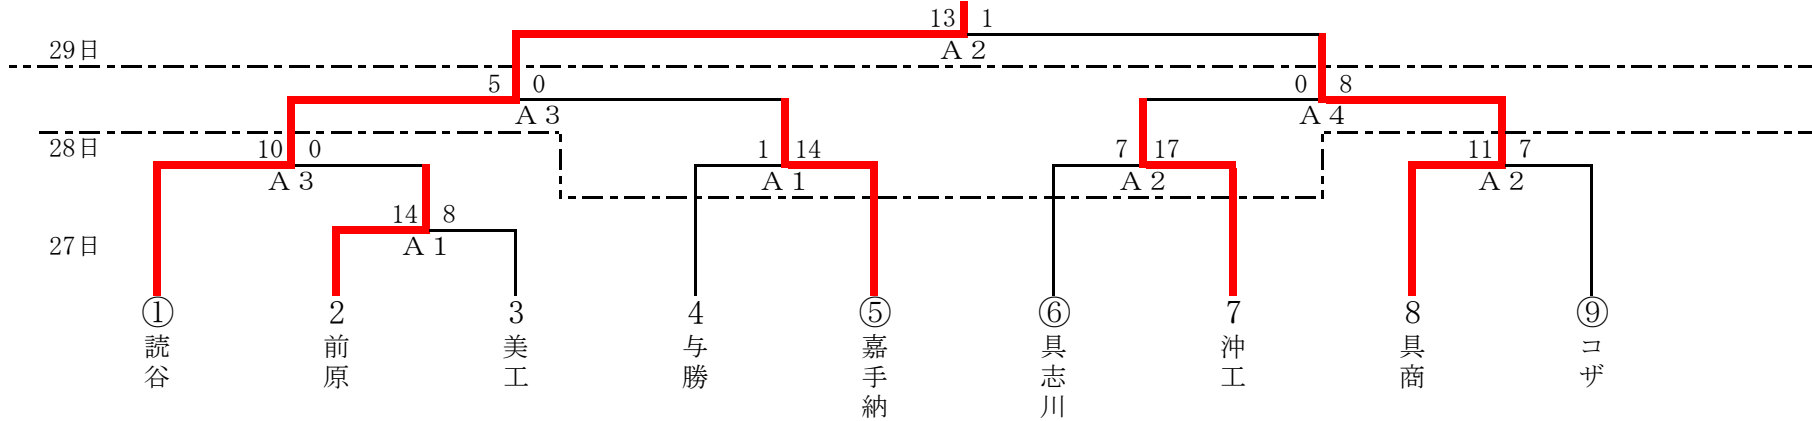 13 1
29日 A 2
5 0 0 8
A 3 A 4
28日 10 0 1 14 7 17 11 7
A 3 A 1 A 2 A 2
14 8
27日 A 1
① 2 3 4 ⑤ ⑥ 7 8 ⑨
読谷
前原
美工
与勝
嘉手納
具志川
沖工
具商
コザ